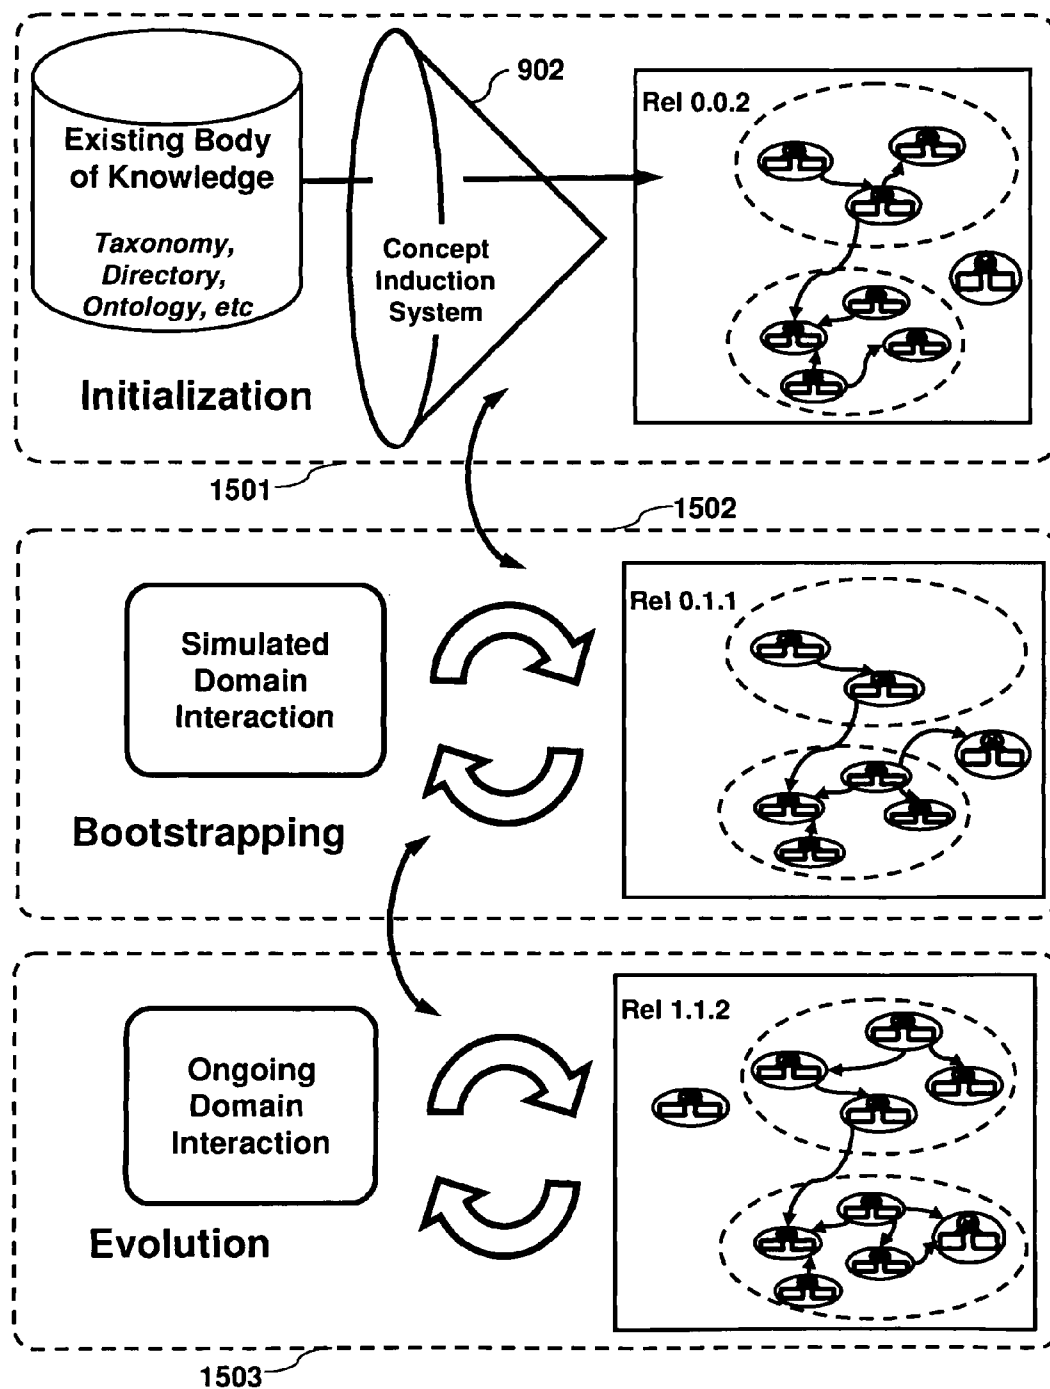 902
Existing Body
of Knowledge
Taxonomy,
Directory,
Ontology, etc
Concept
Induction
System
Rel 0.0.2
Initialization
1501
1502
Simulated
Domain
Interaction
Rel 0.1.1
Bootstrapping
Ongoing
Domain
Interaction
Rel 1.1.2
Evolution
1503